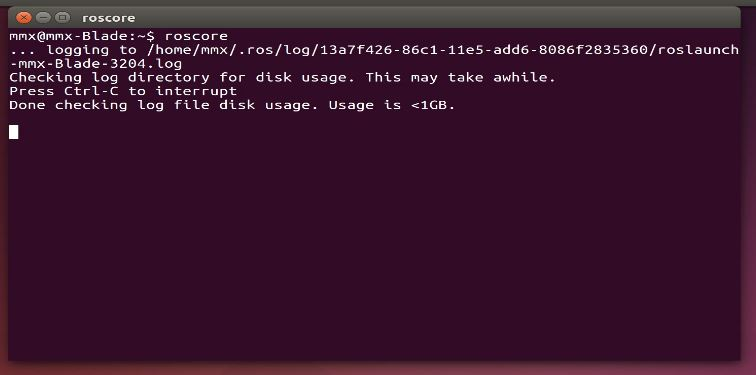 roscore
mmx@mmx-Blade:~$ roscore
... logging to /home/mmx/.ros/log/13a7f426-86c1-11e5-add6-8086f2835360/roslaunch
-mmx-Blade-3204.log
Checking log directory for disk usage. This may take awhile.
Press Ctrl-C to interrupt
Done checking log file disk usage. Usage is <1GB.